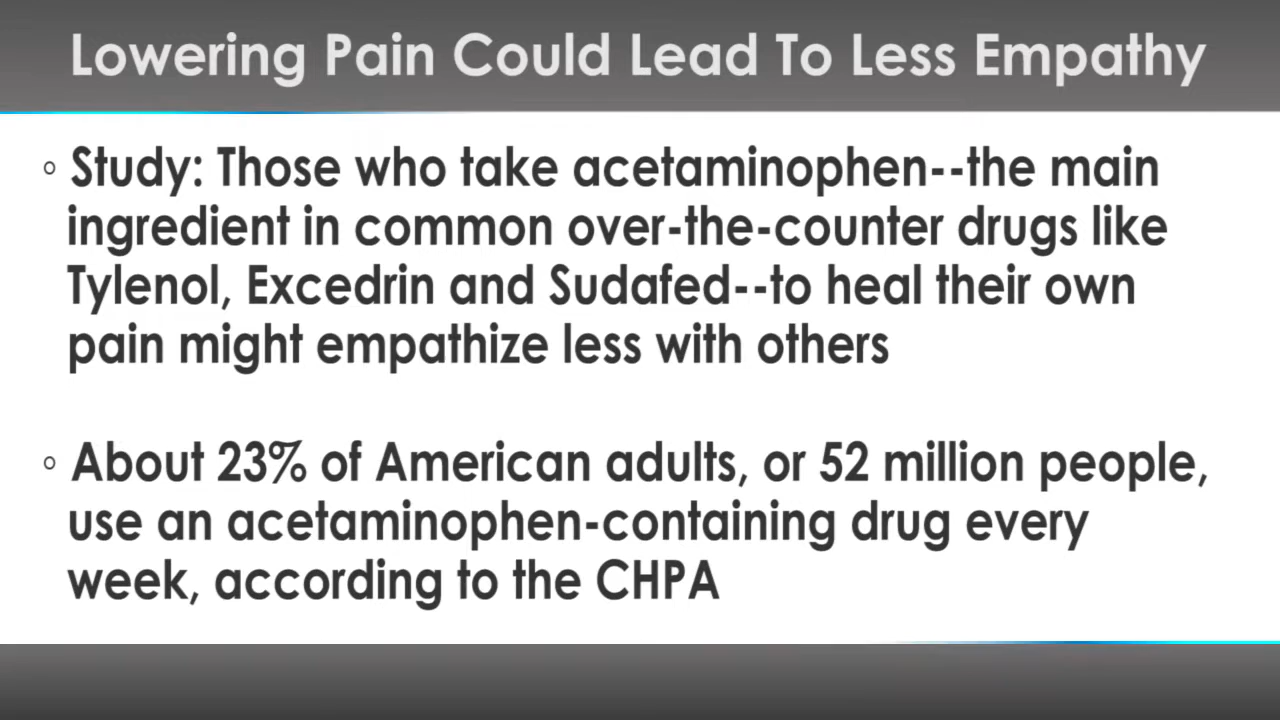 Lowering Pain Could Lead To Less Empathy
◦ Study: Those who take acetaminophen--the main
ingredient in common over-the-counter drugs like
Tylenol, Excedrin and Sudafed--to heal their own
pain might empathize less with others
◦ About 23% of American adults, or 52 million people,
use an acetaminophen-containing drug every
week, according to the CHPA